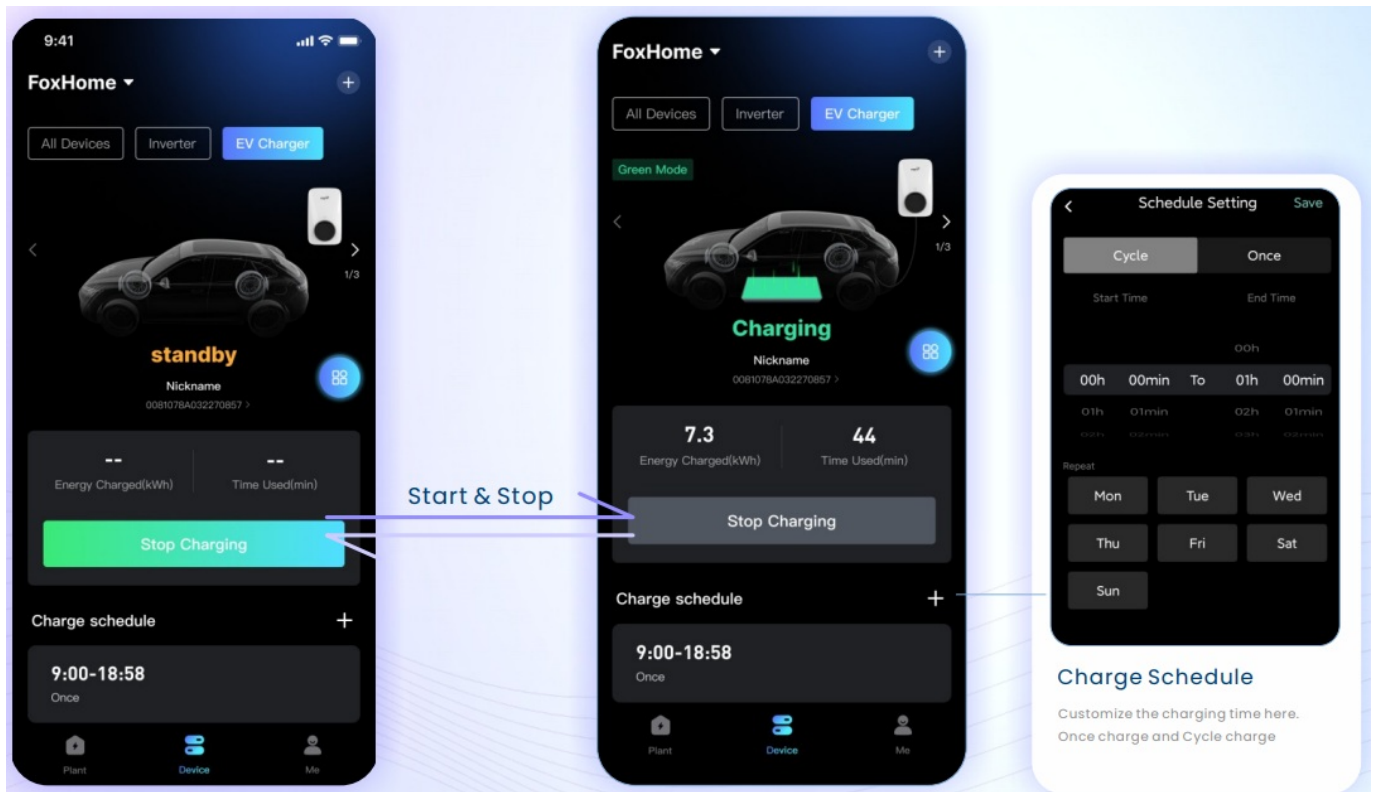 9:41
FoxHome
All Devices Inverter EV Charger
1/3
standby
Nickname
0081078A032270857 >
-- --
Energy Charged(kWh) Time Used(min)
Stop Charging
Charge schedule +
9:00-18:58
Once
Plant Device Me
Start & Stop
FoxHome
All Devices Inverter EV Charger
Green Mode
1/3
Charging
Nickname
0081078A032270857 >
7.3 44
Energy Charged(kWh) Time Used(min)
Stop Charging
Charge schedule +
9:00-18:58
Once
Plant Device Me
Schedule Setting Save
Cycle Once
Start Time End Time
00h
00h 00min To 01h 00min
01h 01min 02h 01min
02h 02min 03h 02min
Repeat
Mon Tue Wed
Thu Fri Sat
Sun
Charge Schedule
Customize the charging time here.
Once charge and Cycle charge